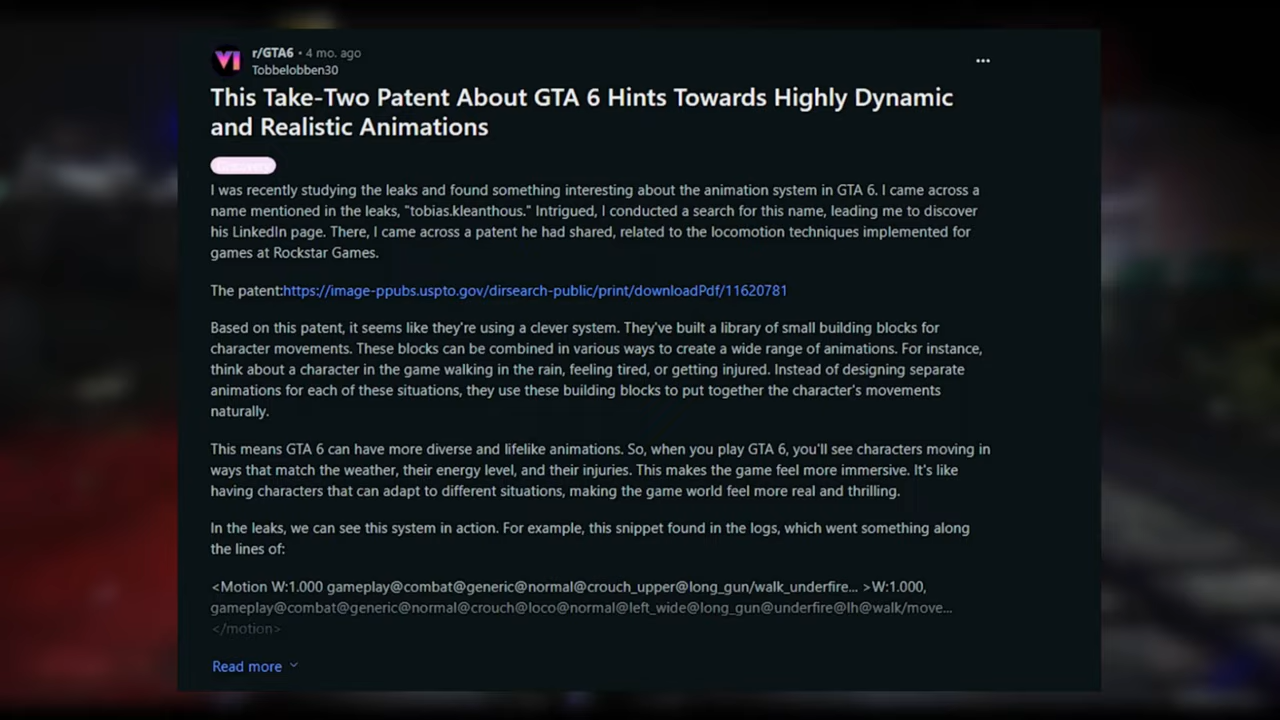 VI
r/GTA6 • 4 mo. ago
Tobbelobben30
This Take-Two Patent About GTA 6 Hints Towards Highly Dynamic
and Realistic Animations
I was recently studying the leaks and found something interesting about the animation system in GTA 6. I came across a
name mentioned in the leaks, "tobias.kleanthous." Intrigued, I conducted a search for this name, leading me to discover
his LinkedIn page. There, I came across a patent he had shared, related to the locomotion techniques implemented for
games at Rockstar Games.
The patent:https://image-ppubs.uspto.gov/dirsearch-public/print/downloadPdf/11620781
Based on this patent, it seems like they're using a clever system. They've built a library of small building blocks for
character movements. These blocks can be combined in various ways to create a wide range of animations. For instance,
think about a character in the game walking in the rain, feeling tired, or getting injured. Instead of designing separate
animations for each of these situations, they use these building blocks to put together the character's movements
naturally.
This means GTA 6 can have more diverse and lifelike animations. So, when you play GTA 6, you'll see characters moving in
ways that match the weather, their energy level, and their injuries. This makes the game feel more immersive. It's like
having characters that can adapt to different situations, making the game world feel more real and thrilling.
In the leaks, we can see this system in action. For example, this snippet found in the logs, which went something along
the lines of:
<Motion W:1.000 gameplay@combat@generic@normal@crouch_upper@long_gun/walk_underfire... >W:1.000,
gameplay@combat@generic@normal@crouch@loco@normal@left_wide@long_gun@underfire@lh@walk/move...
</motion>
Read more